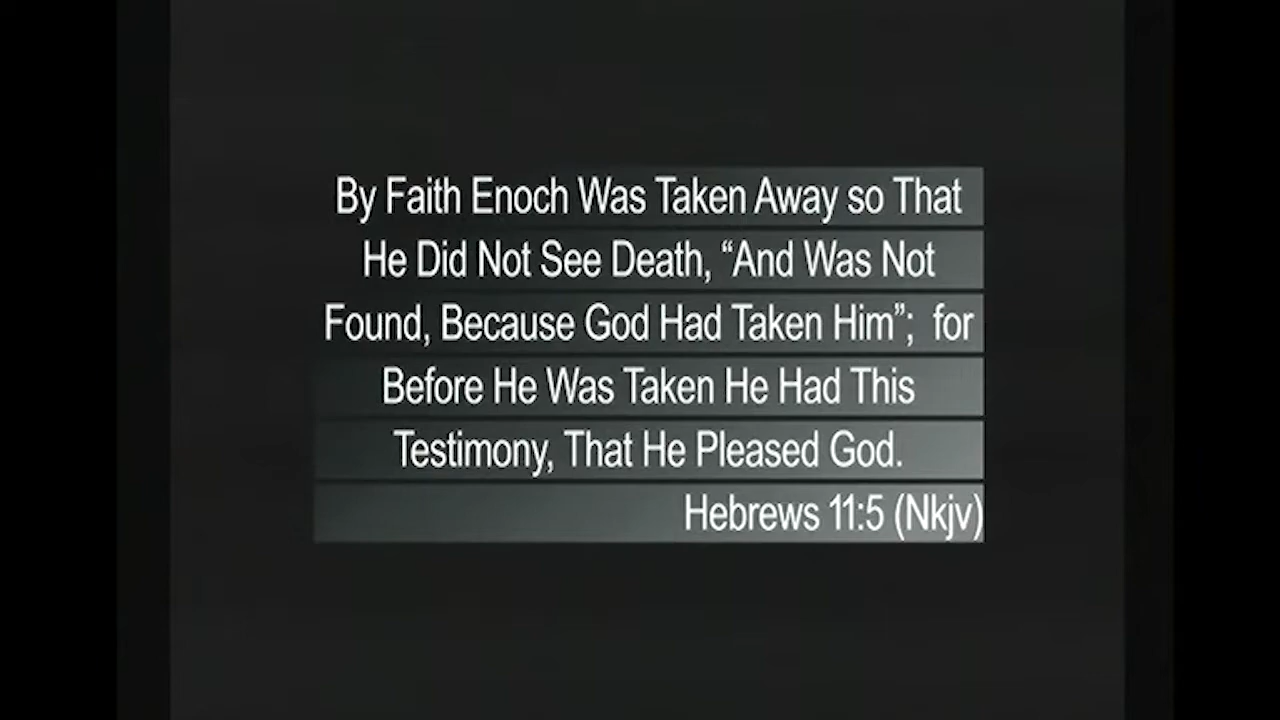 By Faith Enoch Was Taken Away so That
He Did Not See Death, “And Was Not
Found, Because God Had Taken Him”;  for
Before He Was Taken He Had This
Testimony, That He Pleased God.
Hebrews 11:5 (Nkjv)